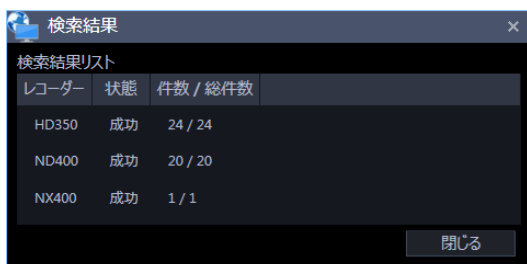 検索結果
検索結果リスト
レコーダー 状態 件数 / 総件数
HD350 成功 24 / 24
ND400 成功 20 / 20
NX400 成功 1 / 1
閉じる